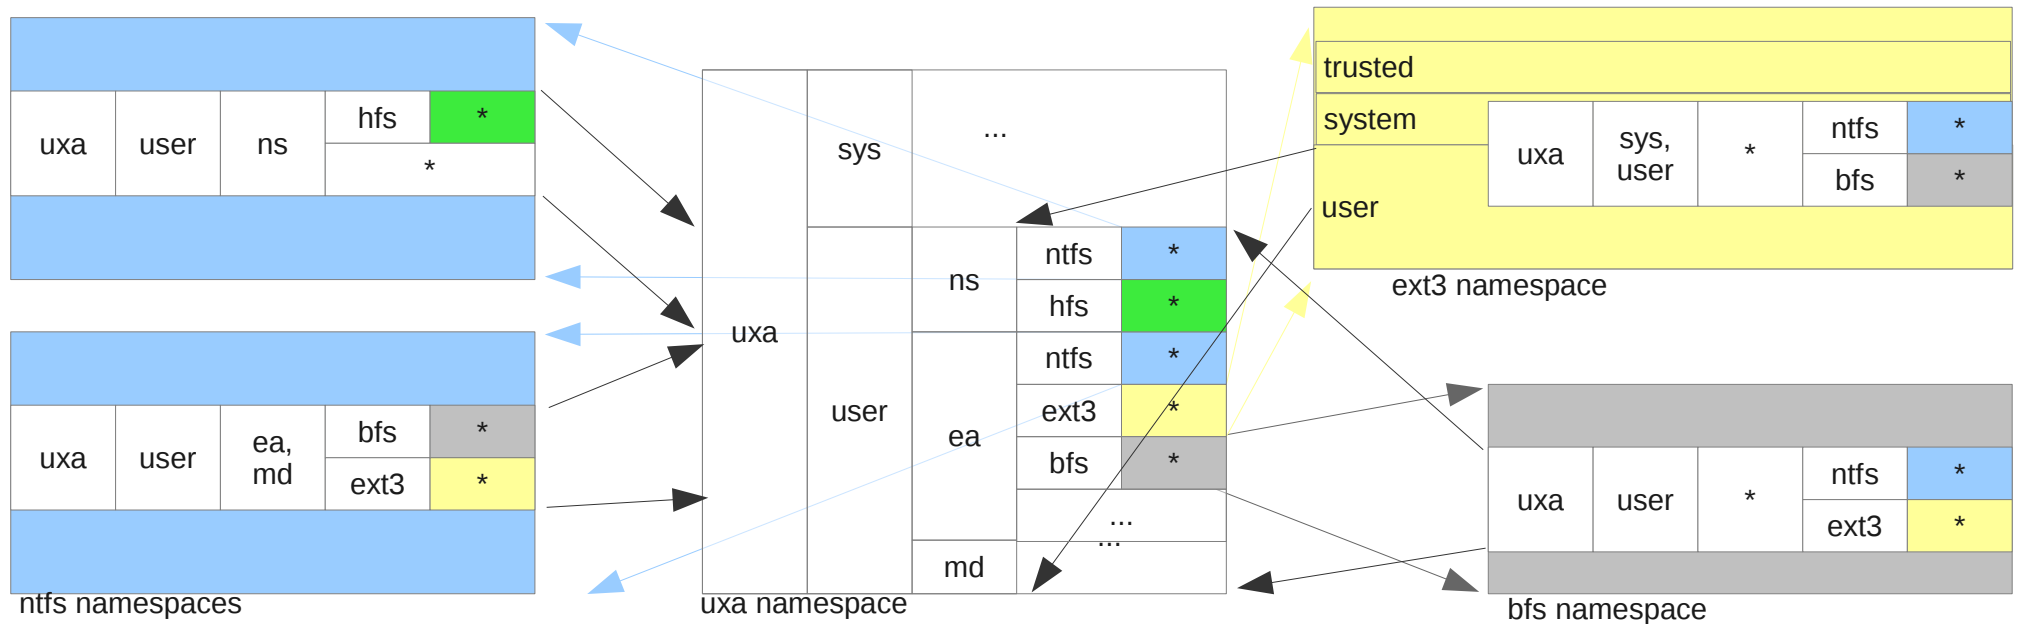 uxa
user
ns
hfs
*
*
uxa
user
ea,
md
bfs
*
ext3
*
ntfs namespaces
uxa
sys
...
user
ns
ntfs
*
hfs
*
ea
ntfs
*
ext3
*
bfs
*
...
...
md
uxa namespace
trusted
system
user
uxa
sys,
user
*
ntfs
*
bfs
*
ext3 namespace
uxa
user
*
ntfs
*
ext3
*
bfs namespace